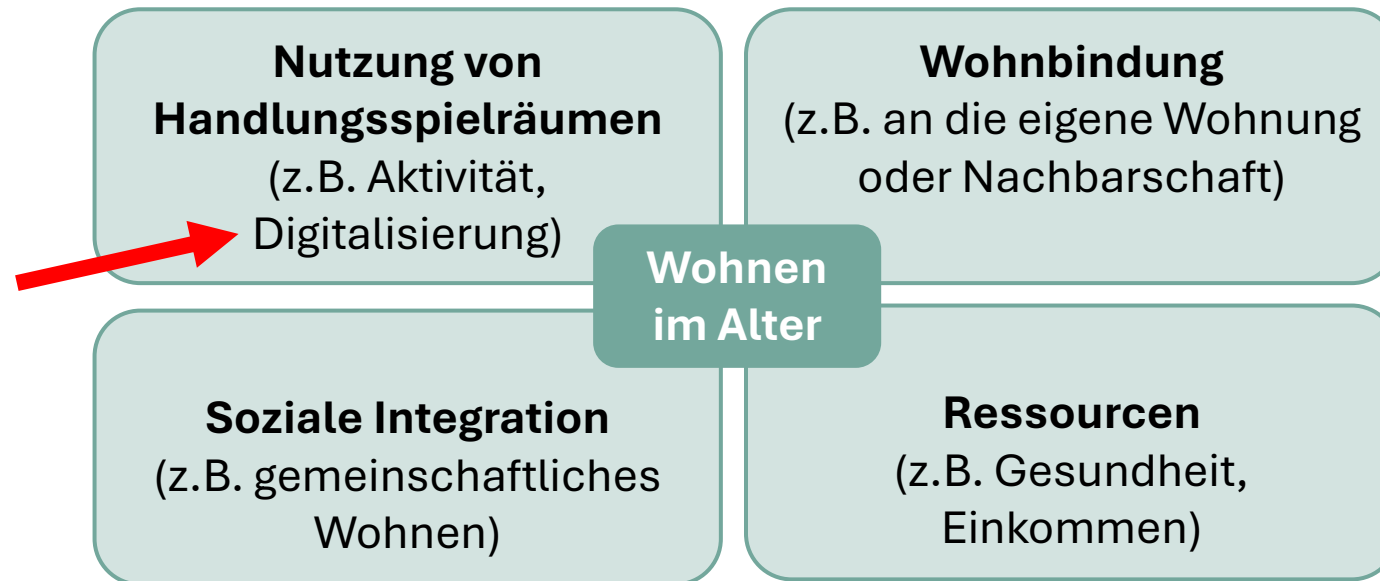 Nutzung von
Handlungsspielräumen
(z.B. Aktivität,
Digitalisierung)
Wohnbindung
(z.B. an die eigene Wohnung
oder Nachbarschaft)
Wohnen
im Alter
Soziale Integration
(z.B. gemeinschaftliches
Wohnen)
Ressourcen
(z.B. Gesundheit,
Einkommen)